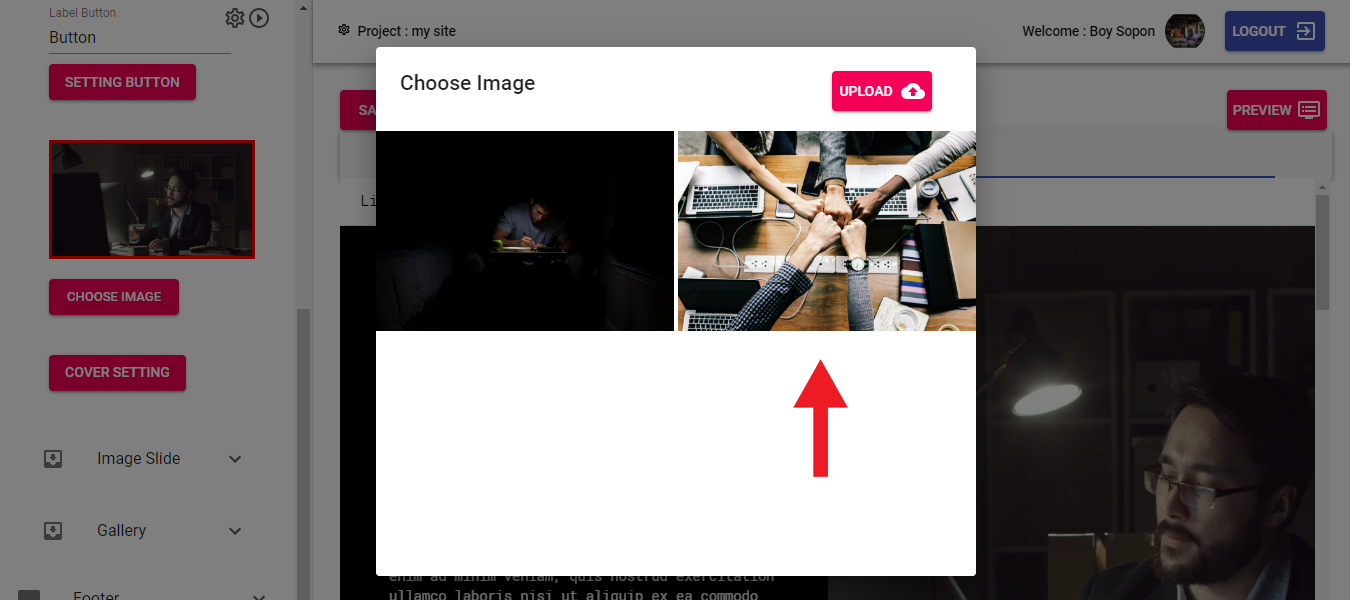 Label Button
Button
SETTING BUTTON
CHOOSE IMAGE
COVER SETTING
Image Slide
Gallery
Footer
Project : my site
Welcome : Boy Sopon
LOGOUT
SA
PREVIEW
Li
Choose Image
UPLOAD
enim ad minim veniam, quis nostrud exercitation
ullamco laboris nisi ut aliquip ex ea commodo